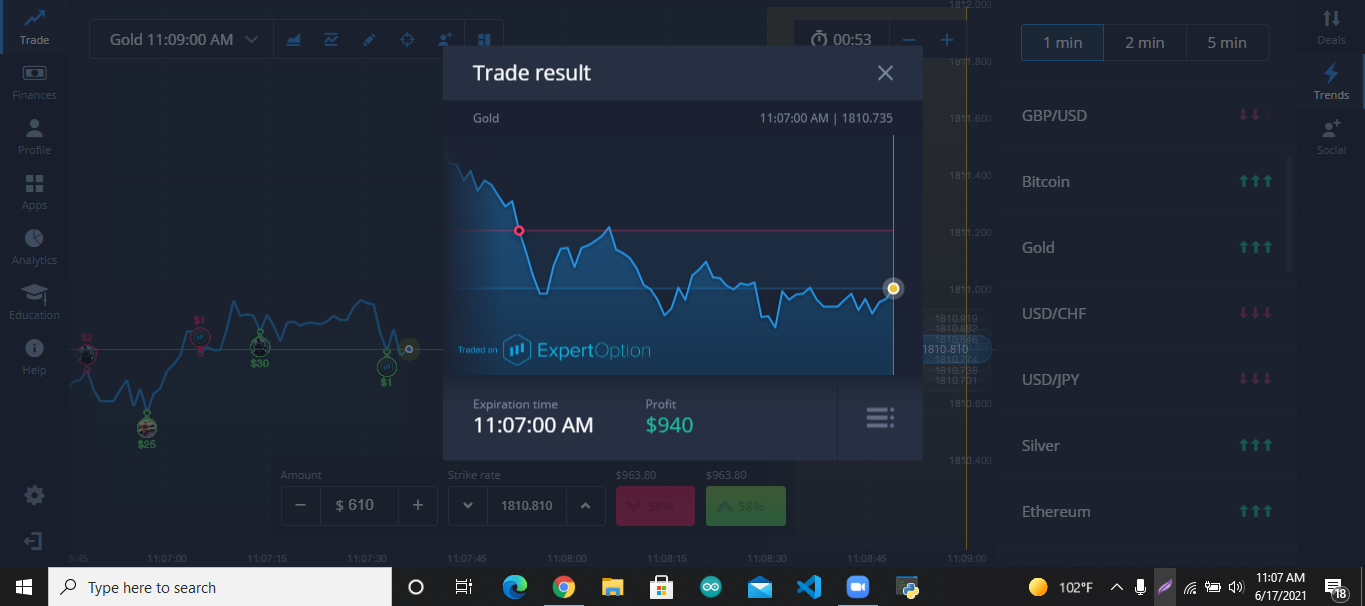 Trade
Finances
Profile
Apps
Analytics
Education
Help
Gold 11:09:00 AM
00:53
Trade result
Gold
11:07:00 AM | 1810.735
Traded on
ExpertOption
Expiration time
11:07:00 AM
Profit
$940
$2
$1
$30
$1
$25
1812.000
1811.800
1811.600
1811.400
1811.200
1811.000
1810.919
1810.882
1810.846
1810.810
1810.774
1810.738
1810.701
1810.600
1810.400
Amount
$ 610
Strike rate
1810.810
$963.80
58%
$963.80
58%
11:07:00
11:07:15
11:07:30
11:07:45
11:08:00
11:08:15
11:08:30
11:08:45
11:09:00
1 min
2 min
5 min
GBP/USD
Bitcoin
Gold
USD/CHF
USD/JPY
Silver
Ethereum
Deals
Trends
Social
Type here to search
102°F
11:07 AM
6/17/2021
18